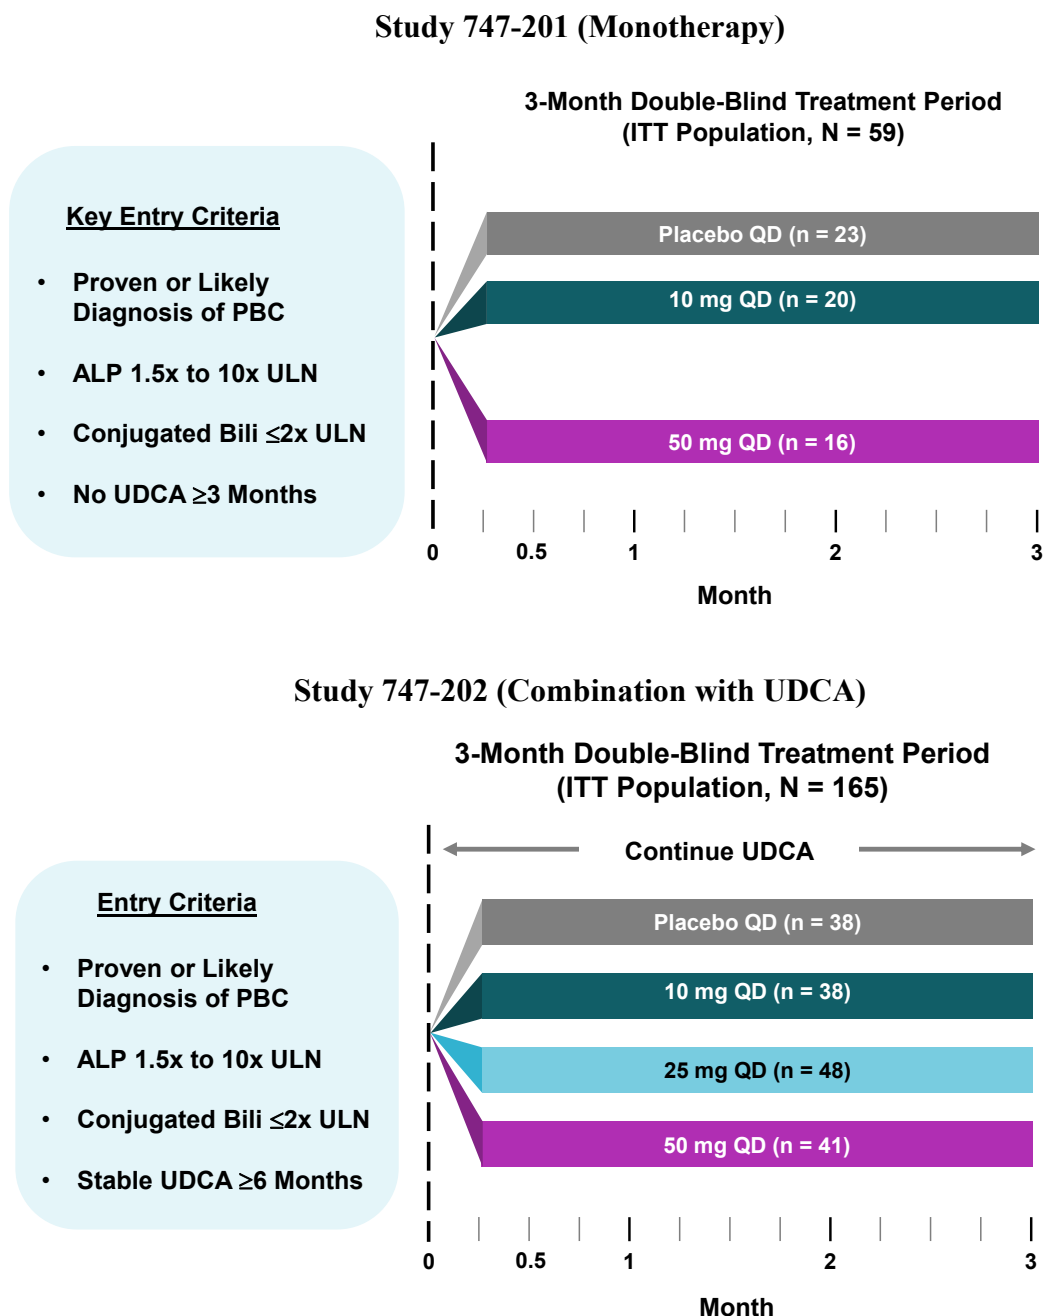 Study 747-201 (Monotherapy)
3-Month Double-Blind Treatment Period
(ITT Population, N = 59)
Key Entry Criteria
• Proven or Likely
Diagnosis of PBC
• ALP 1.5x to 10x ULN
• Conjugated Bili ≤2x ULN
• No UDCA ≥3 Months
Placebo QD (n = 23)
10 mg QD (n = 20)
50 mg QD (n = 16)
0 0.5 1 2 3
Month
Study 747-202 (Combination with UDCA)
3-Month Double-Blind Treatment Period
(ITT Population, N = 165)
Continue UDCA
Entry Criteria
• Proven or Likely
Diagnosis of PBC
• ALP 1.5x to 10x ULN
• Conjugated Bili ≤2x ULN
• Stable UDCA ≥6 Months
Placebo QD (n = 38)
10 mg QD (n = 38)
25 mg QD (n = 48)
50 mg QD (n = 41)
0 0.5 1 2 3
Month